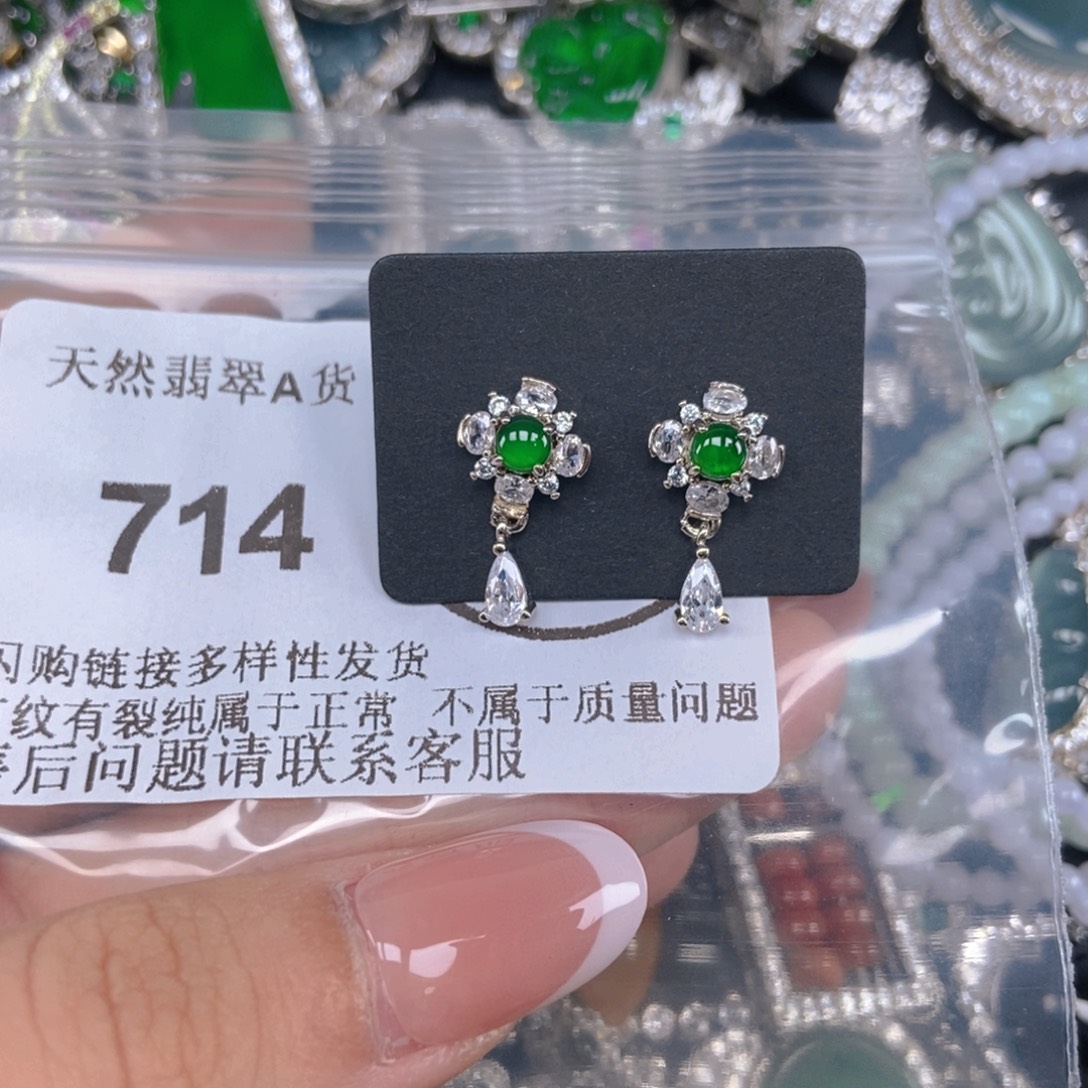 天然翡翠A货
714
闪购链接多样性发货
纹有裂纯属于正常 不属于质量问题
售后问题请联系客服